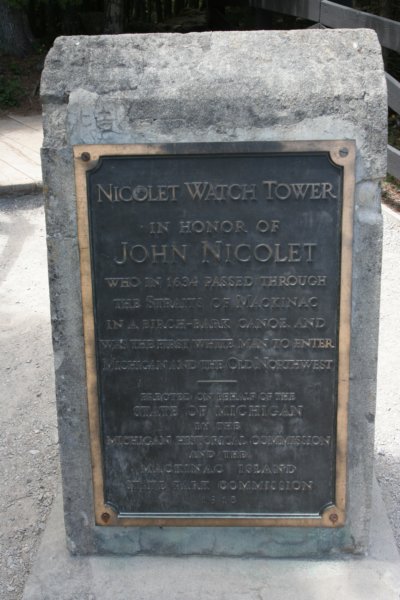 NICOLET WATCH TOWER
IN HONOR OF
JOHN NICOLET
WHO IN 1634 PASSED THROUGH
THE STRAITS OF MACKINAC
IN A BIRCH-BARK CANOE AND
WAS THE FIRST WHITE MAN TO ENTER
MICHIGAN AND THE OLD NORTHWEST
ERECTED ON BEHALF OF THE
STATE OF MICHIGAN
BY THE
MICHIGAN HISTORICAL COMMISSION
AND THE
MACKINAC ISLAND
STATE PARK COMMISSION